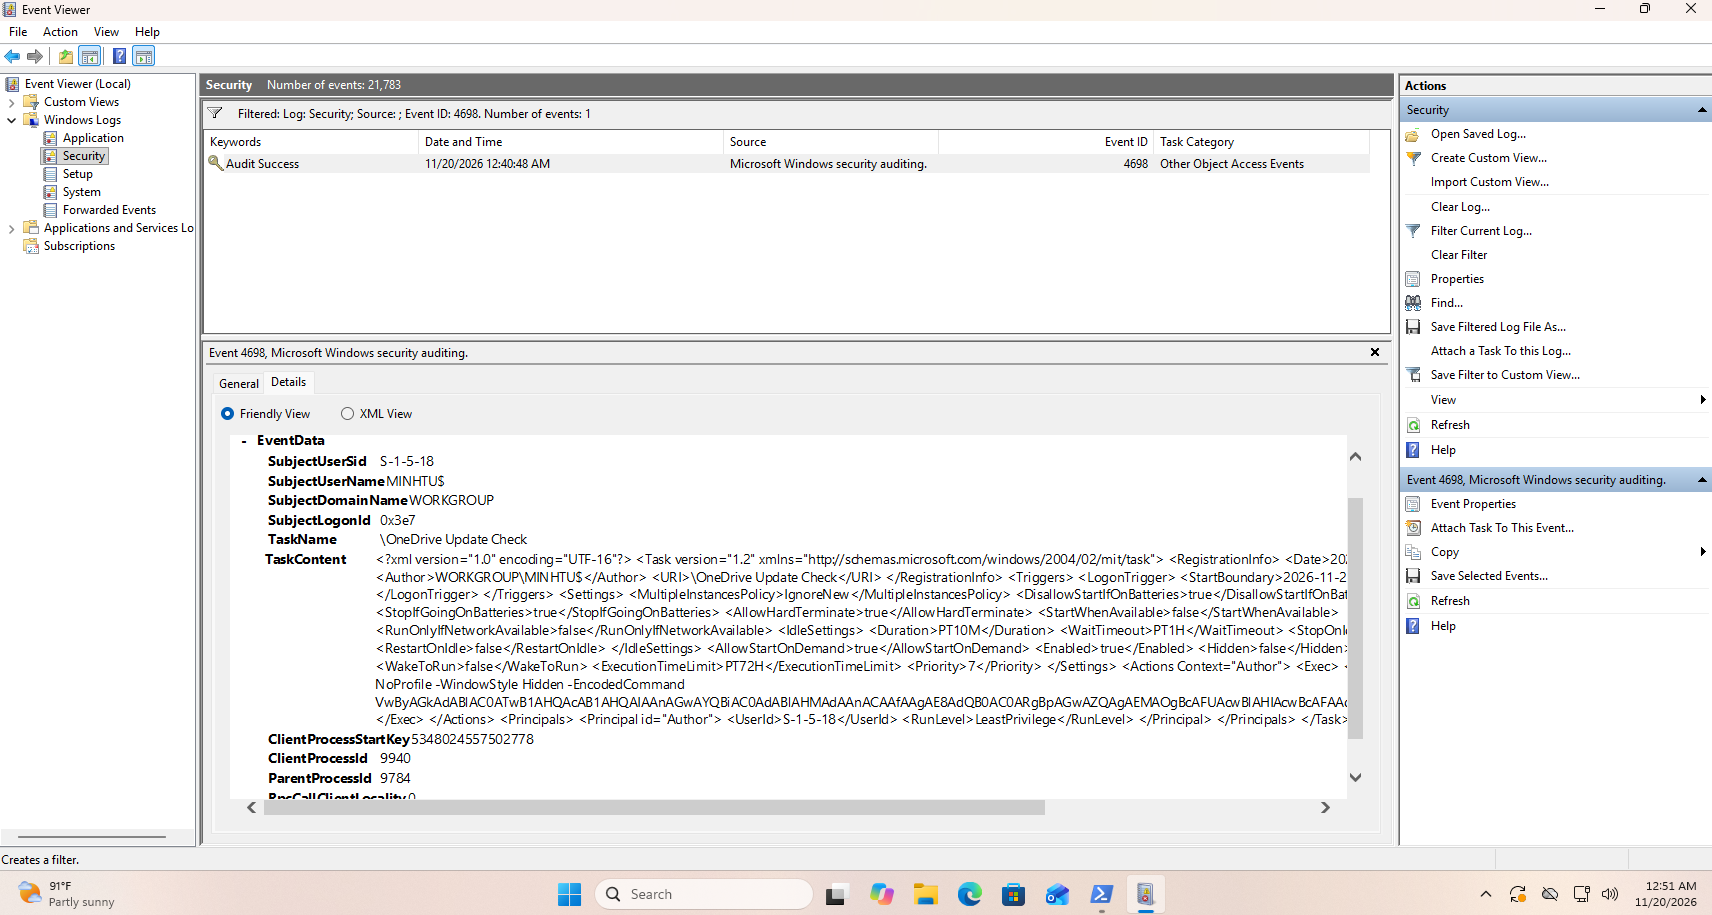 Event Viewer
File Action View Help
Event Viewer (Local)
Custom Views
Windows Logs
Application
Security
Setup
System
Forwarded Events
Applications and Services Lo
Subscriptions
Security Number of events: 21,783
Filtered: Log: Security; Source: ; Event ID: 4698. Number of events: 1
Keywords Date and Time Source Event ID Task Category
Audit Success 11/20/2026 12:40:48 AM Microsoft Windows security auditing. 4698 Other Object Access Events
Event 4698, Microsoft Windows security auditing.
General Details
Friendly View XML View
- EventData
SubjectUserSid S-1-5-18
SubjectUserName MINHTU$
SubjectDomainName WORKGROUP
SubjectLogonId 0x3e7
TaskName \OneDrive Update Check
TaskContent <?xml version="1.0" encoding="UTF-16"?> <Task version="1.2" xmlns="http://schemas.microsoft.com/windows/2004/02/mit/task"> <RegistrationInfo> <Date>202
<Author>WORKGROUP\MINHTU$</Author> <URI>\OneDrive Update Check</URI> </RegistrationInfo> <Triggers> <LogonTrigger> <StartBoundary>2026-11-2
</LogonTrigger> </Triggers> <Settings> <MultipleInstancesPolicy>IgnoreNew</MultipleInstancesPolicy> <DisallowStartIfOnBatteries>true</DisallowStartIfOnBat
<StopIfGoingOnBatteries>true</StopIfGoingOnBatteries> <AllowHardTerminate>true</AllowHardTerminate> <StartWhenAvailable>false</StartWhenAvailable>
<RunOnlyIfNetworkAvailable>false</RunOnlyIfNetworkAvailable> <IdleSettings> <Duration>PT10M</Duration> <WaitTimeout>PT1H</WaitTimeout> <StopOnI
<RestartOnIdle>false</RestartOnIdle> </IdleSettings> <AllowStartOnDemand>true</AllowStartOnDemand> <Enabled>true</Enabled> <Hidden>false</Hidden>
<WakeToRun>false</WakeToRun> <ExecutionTimeLimit>PT72H</ExecutionTimeLimit> <Priority>7</Priority> </Settings> <Actions Context="Author"> <Exec> <
NoProfile -WindowStyle Hidden -EncodedCommand
</Exec> </Actions> <Principals> <Principal id="Author"> <UserId>S-1-5-18</UserId> <RunLevel>LeastPrivilege</RunLevel> </Principal> </Principals> </Task>
ClientProcessStartKey 5348024557502778
ClientProcessId 9940
ParentProcessId 9784
RpcCallClientLocality 0
Actions
Security
Open Saved Log...
Create Custom View...
Import Custom View...
Clear Log...
Filter Current Log...
Clear Filter
Properties
Find...
Save Filtered Log File As...
Attach a Task To this Log...
Save Filter to Custom View...
View
Refresh
Help
Event 4698, Microsoft Windows security auditing.
Event Properties
Attach Task To This Event...
Copy
Save Selected Events...
Refresh
Help
Creates a filter.
91°F
Partly sunny
Search
12:51 AM
11/20/2026